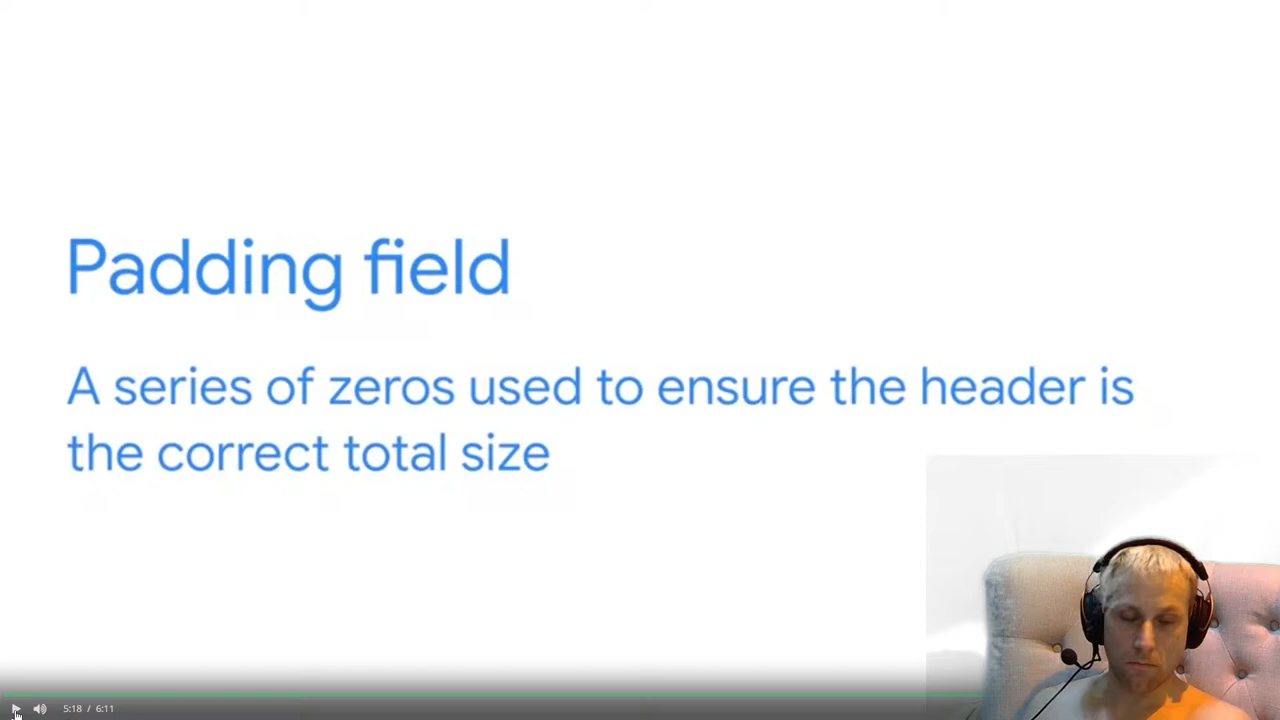 Padding field
A series of zeros used to ensure the header is
the correct total size
5:18 / 6:11